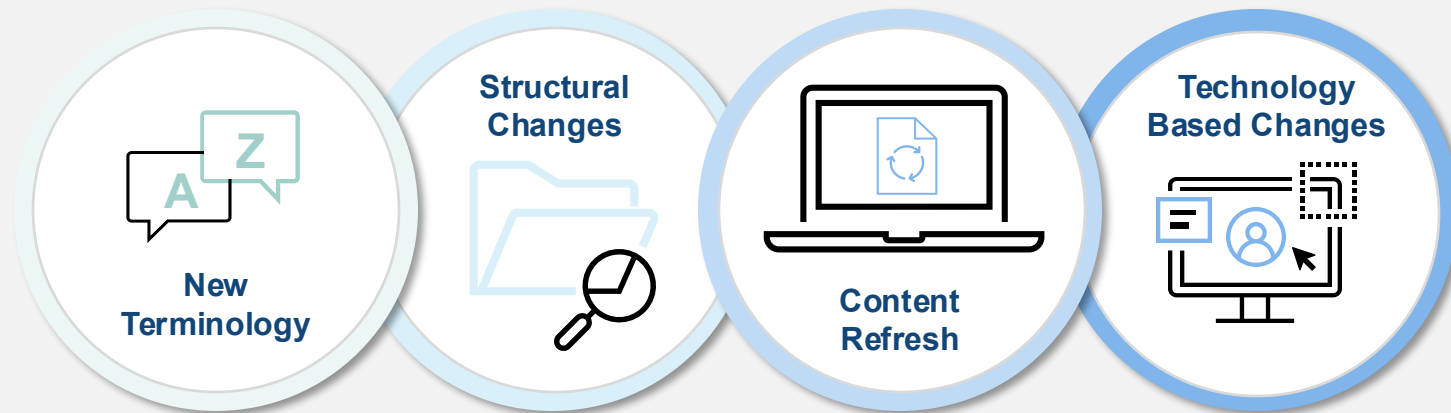 A
Z
New
Terminology
Structural
Changes
Content
Refresh
Technology
Based Changes